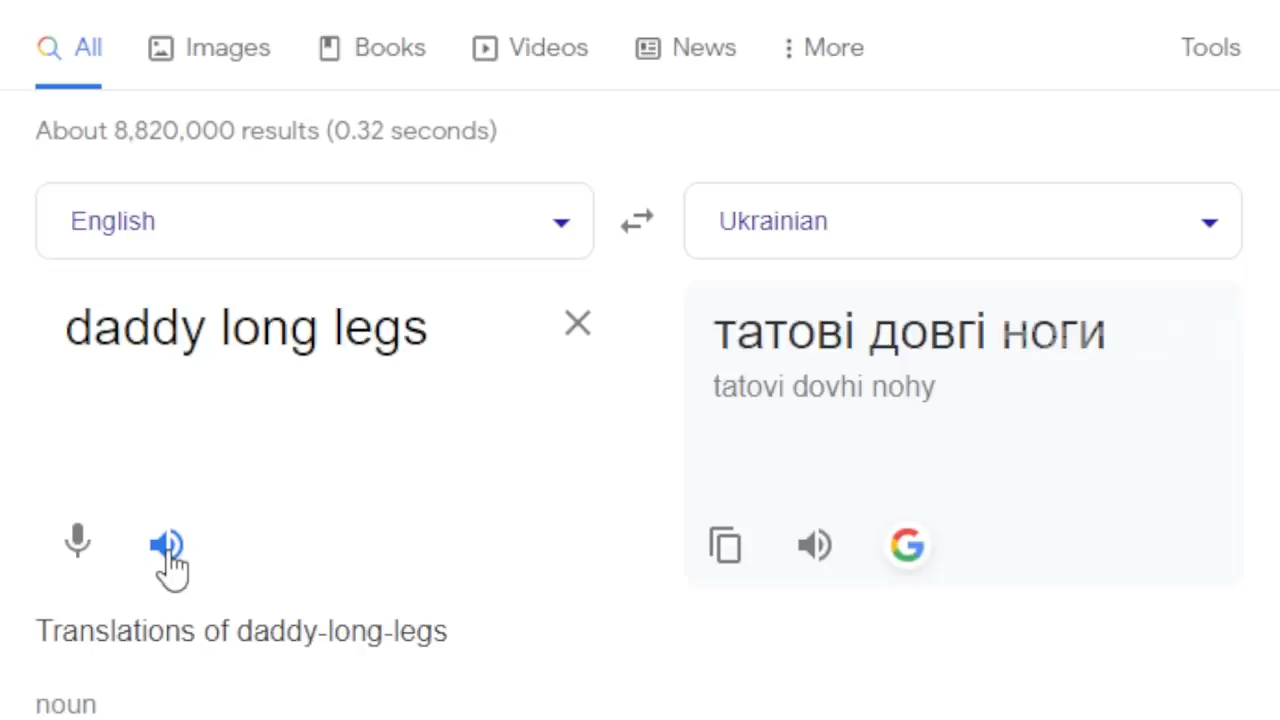 All Images Books Videos News More Tools
About 8,820,000 results (0.32 seconds)
English Ukrainian
daddy long legs
татові довгі ноги
tatovi dovhi nohy
Translations of daddy-long-legs
noun